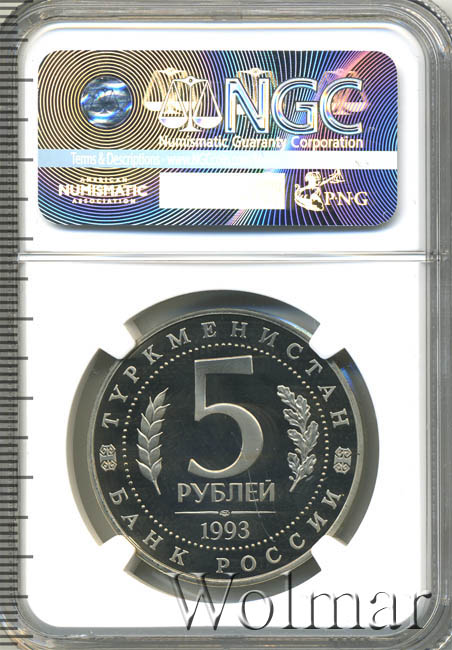 NGC
Numismatic Guaranty Corporation
Terms & Descriptions - www.NGCcoin.com
AMERICAN
NUMISMATIC
ASSOCIATION
PNG
ТУРКМЕНИСТАН
5
РУБЛЕЙ
1993
БАНК РОССИИ
Wolmar